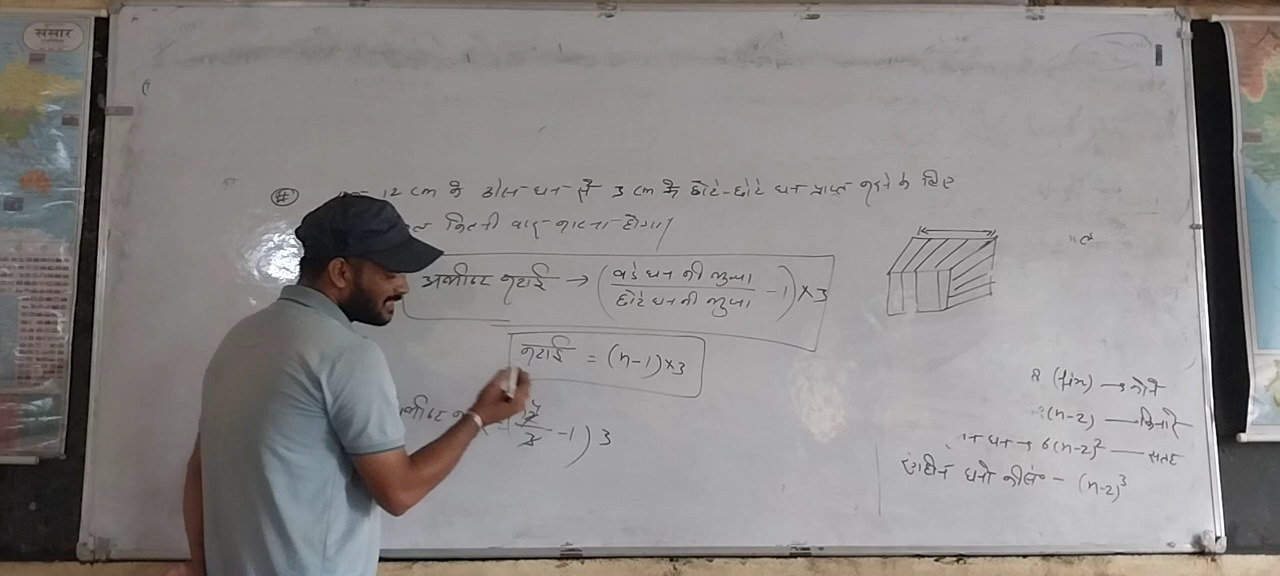 संसार
# 12 cm के ठोस घन से 3 cm के छोटे-छोटे घन प्राप्त करने के लिए
कितनी बार काटना होगा।
अभीष्ट कटाई → (बड़े घन की भुजा / छोटे घन की भुजा - 1) × 3
कटाई = (n-1)×3
-1) 3
8 (fix) → कोने
(n-2) — किनारे
घन → 6(n-2)² — सतह
घनो की सं० - (n-2)³